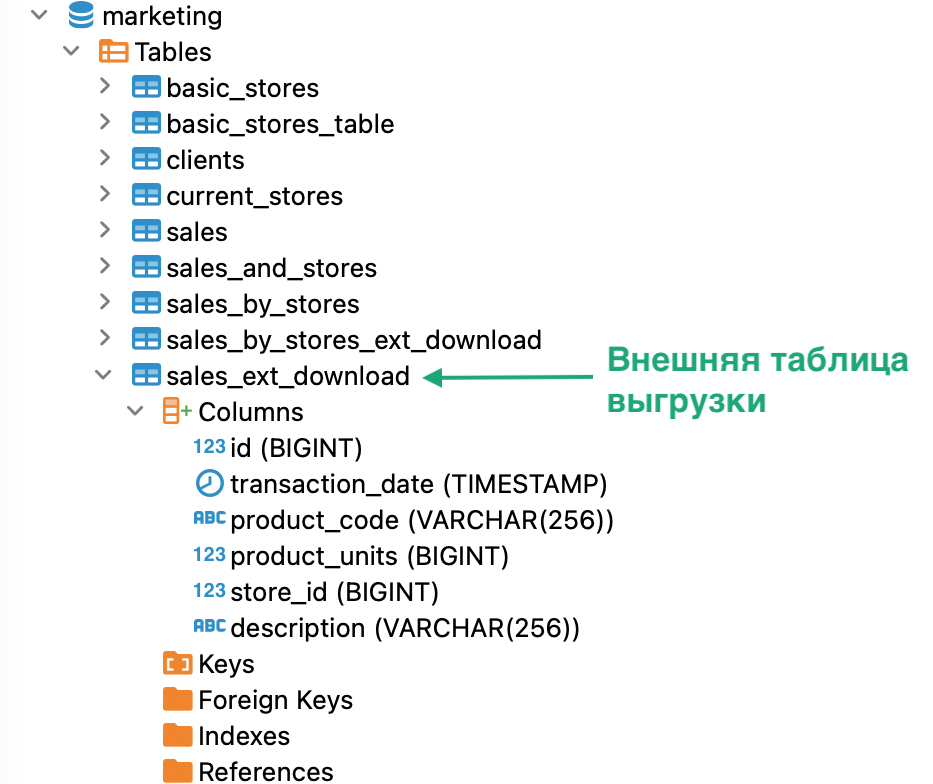 marketing
Tables
basic_stores
basic_stores_table
clients
current_stores
sales
sales_and_stores
sales_by_stores
sales_by_stores_ext_download
sales_ext_download
Внешняя таблица
выгрузки
Columns
123 id (BIGINT)
transaction_date (TIMESTAMP)
ABC product_code (VARCHAR(256))
123 product_units (BIGINT)
123 store_id (BIGINT)
ABC description (VARCHAR(256))
Keys
Foreign Keys
Indexes
References